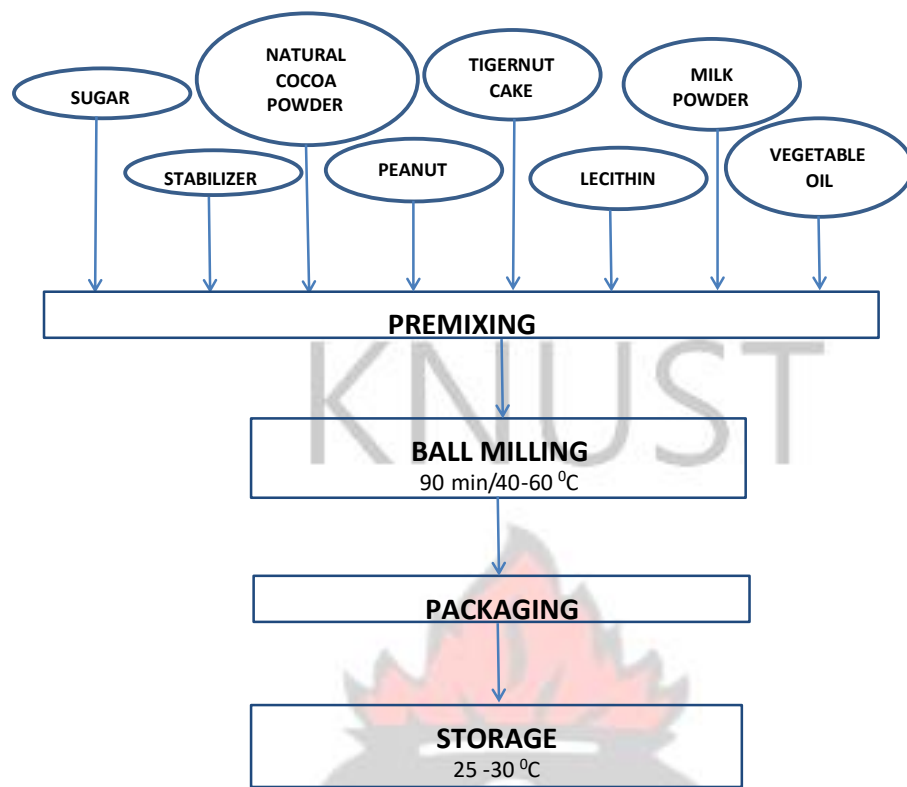 SUGAR
NATURAL
COCOA
POWDER
TIGERNUT
CAKE
MILK
POWDER
STABILIZER
PEANUT
LECITHIN
VEGETABLE
OIL
PREMIXING
KNUST
BALL MILLING
90 min/40-60 ⁰C
PACKAGING
STORAGE
25 -30 ⁰C